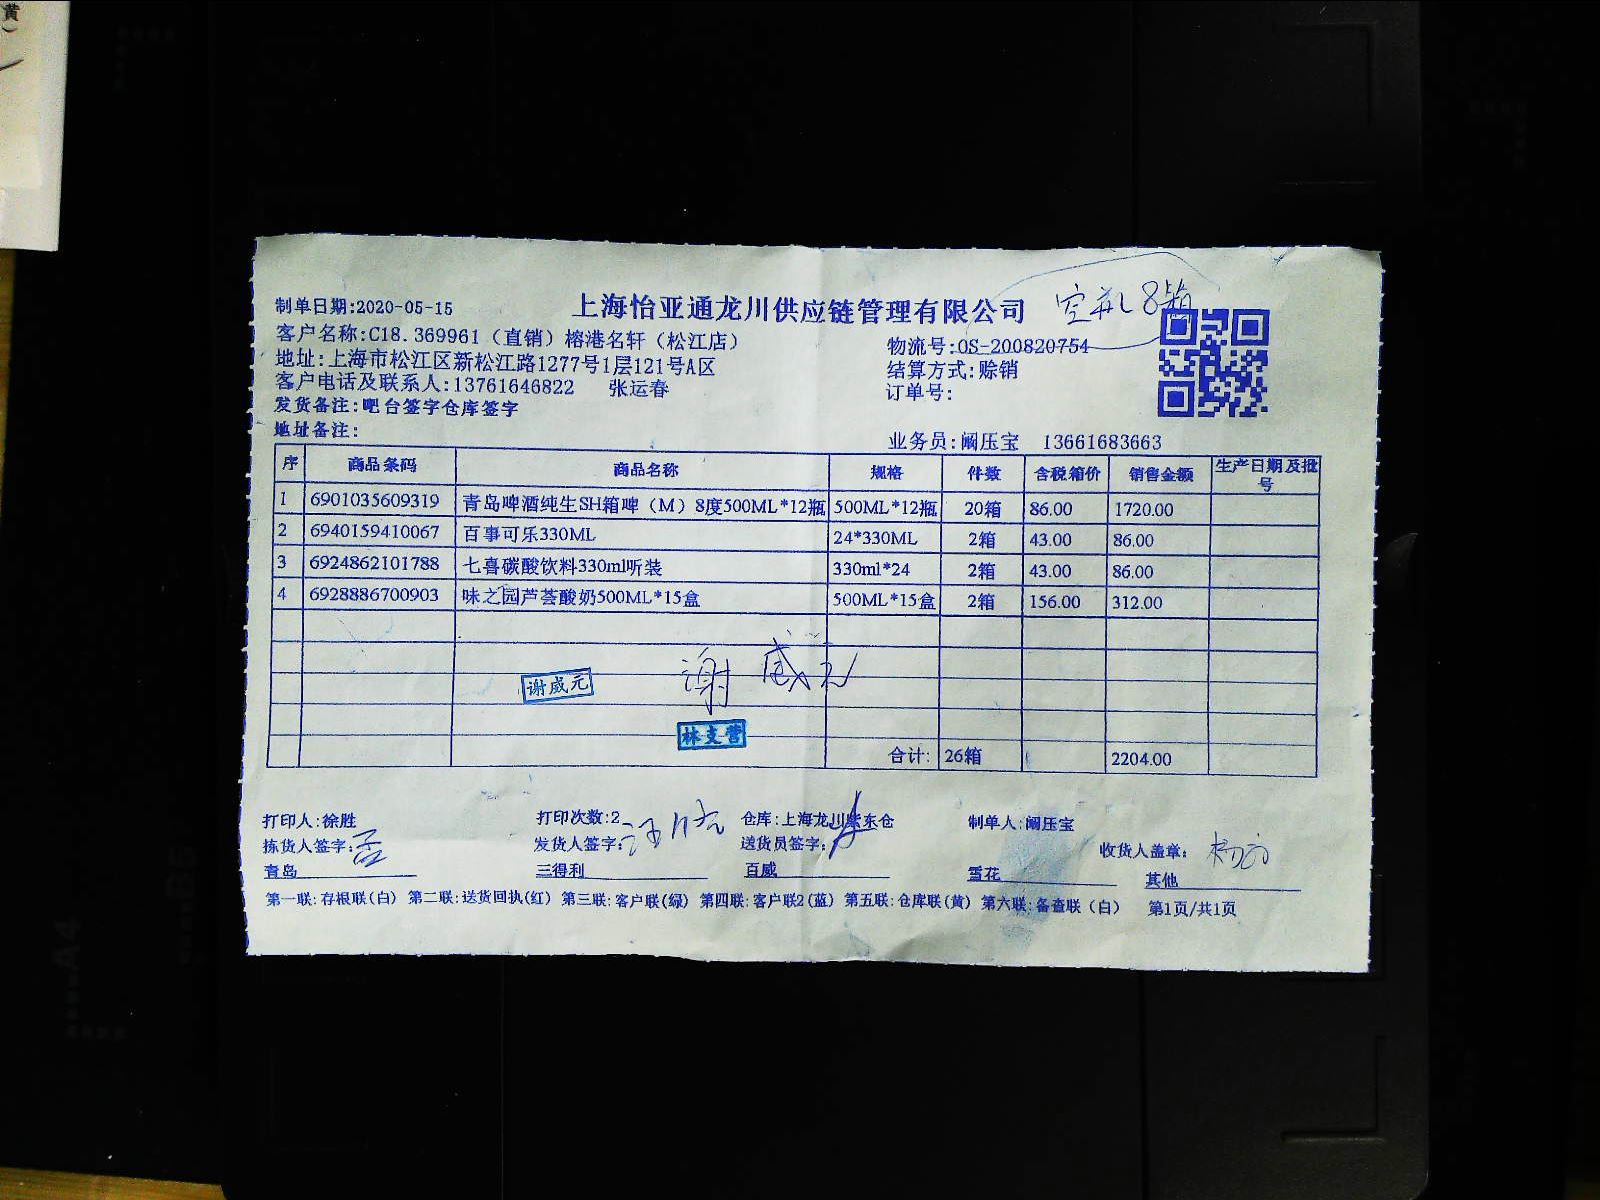 黄
制单日期:2020-05-15
上海怡亚通龙川供应链管理有限公司
空瓶8箱
客户名称:C18.369961（直销）榕港名轩（松江店）
物流号:OS-200820754
地址:上海市松江区新松江路1277号1层121号A区
结算方式:赊销
客户电话及联系人:13761646822 张运春
订单号:
发货备注:吧台签字仓库签字
地址备注:
业务员:阚压宝 13661683663
序 商品条码 商品名称 规格 件数 含税箱价 销售金额 生产日期及批号
1 6901035609319 青岛啤酒纯生SH箱啤（M）8度500ML*12瓶 500ML*12瓶 20箱 86.00 1720.00
2 6940159410067 百事可乐330ML 24*330ML 2箱 43.00 86.00
3 6924862101788 七喜碳酸饮料330ml听装 330ml*24 2箱 43.00 86.00
4 6928886700903 味之园芦荟酸奶500ML*15盒 500ML*15盒 2箱 156.00 312.00
谢威元
谢威元
林支营
合计: 26箱 2204.00
打印人:徐胜 打印次数:2 仓库:上海龙川紫东仓 制单人:阚压宝
拣货人签字: 发货人签字: 送货员签字: 收货人盖章:
青岛 三得利 百威 雪花 其他
第一联:存根联(白) 第二联:送货回执(红) 第三联:客户联(绿) 第四联:客户联2(蓝) 第五联:仓库联(黄) 第六联:备查联（白） 第1页/共1页